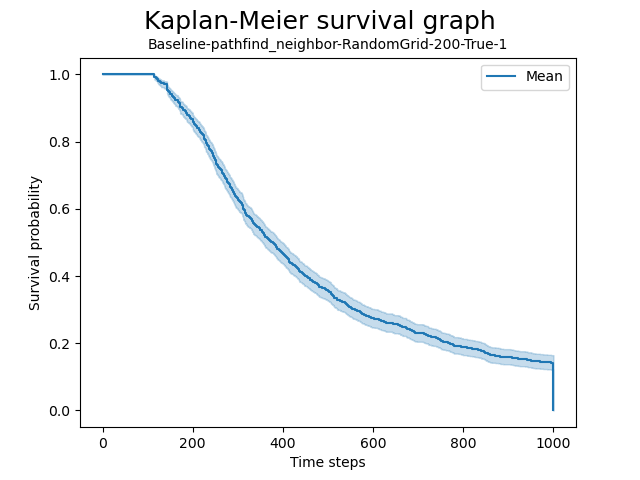 Kaplan-Meier survival graph
Baseline-pathfind_neighbor-RandomGrid-200-True-1
Mean
1.0
0.8
0.6
0.4
0.2
0.0
Survival probability
0
200
400
600
800
1000
Time steps